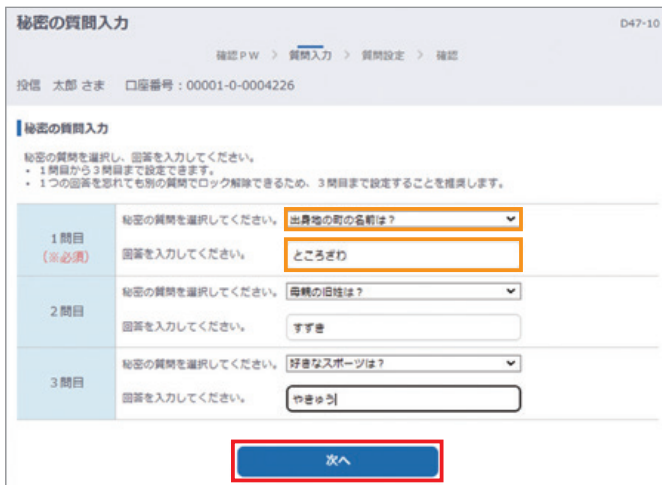 秘密の質問入力 D47-10
確認PW > 質問入力 > 質問設定 > 確認
投信 太郎 さま 口座番号：00001-0-0004226
秘密の質問入力
秘密の質問を選択し、回答を入力してください。
・ 1問目から3問目まで設定できます。
・ 1つの回答を忘れても別の質問でロック解除できるため、3問目まで設定することを推奨します。
1問目
(※必須)
秘密の質問を選択してください。 出身地の町の名前は？
回答を入力してください。 ところざわ
2問目
秘密の質問を選択してください。 母親の旧姓は？
回答を入力してください。 すずき
3問目
秘密の質問を選択してください。 好きなスポーツは？
回答を入力してください。 やきゅう
次へ